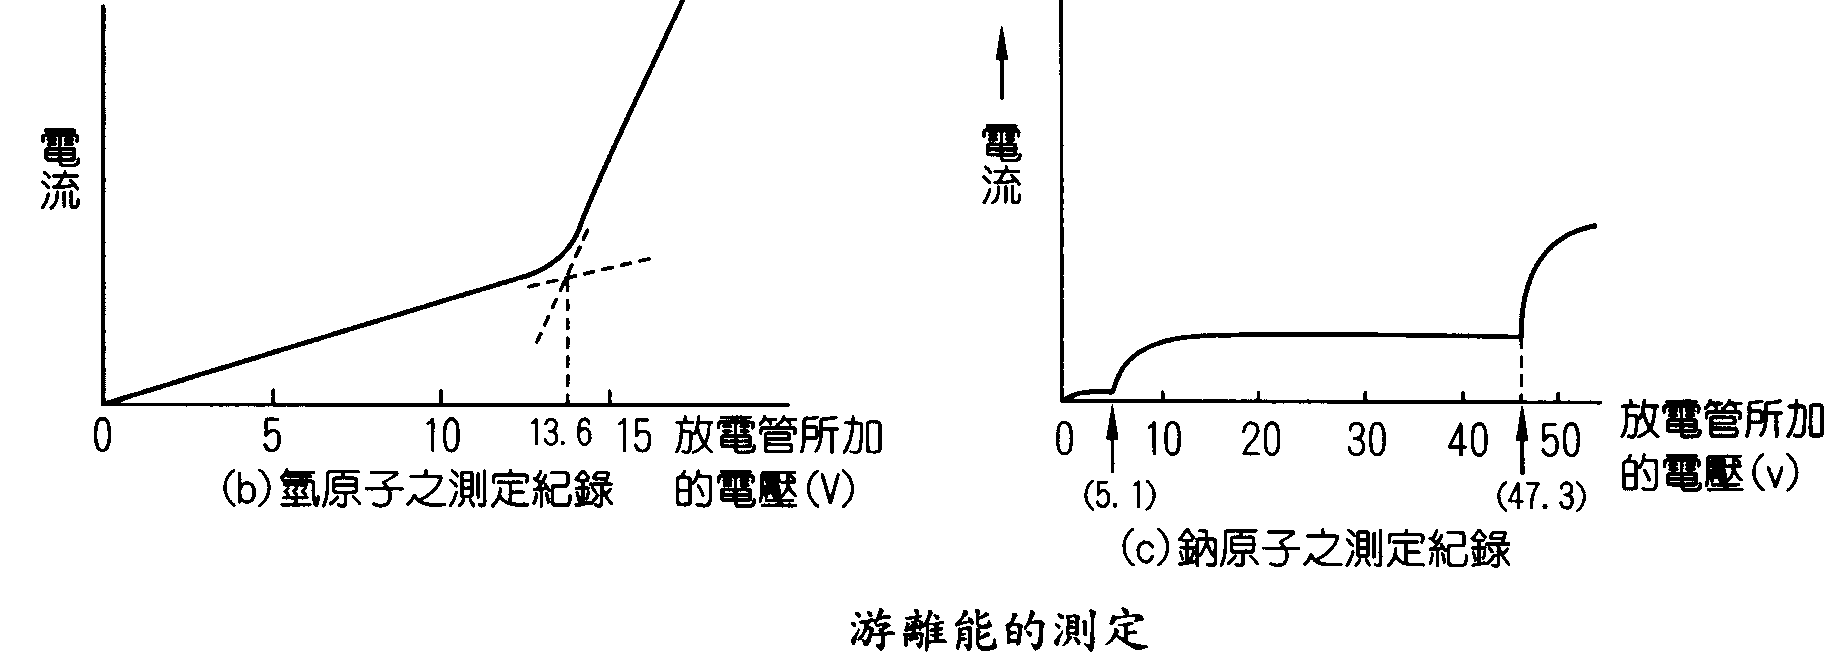 電流
0 5 10 13.6 15 放電管所加的電壓(V)
(b)氫原子之測定紀錄
電流
0 10 20 30 40 50 放電管所加的電壓(v)
(5.1) (47.3)
(c)鈉原子之測定紀錄
游離能的測定